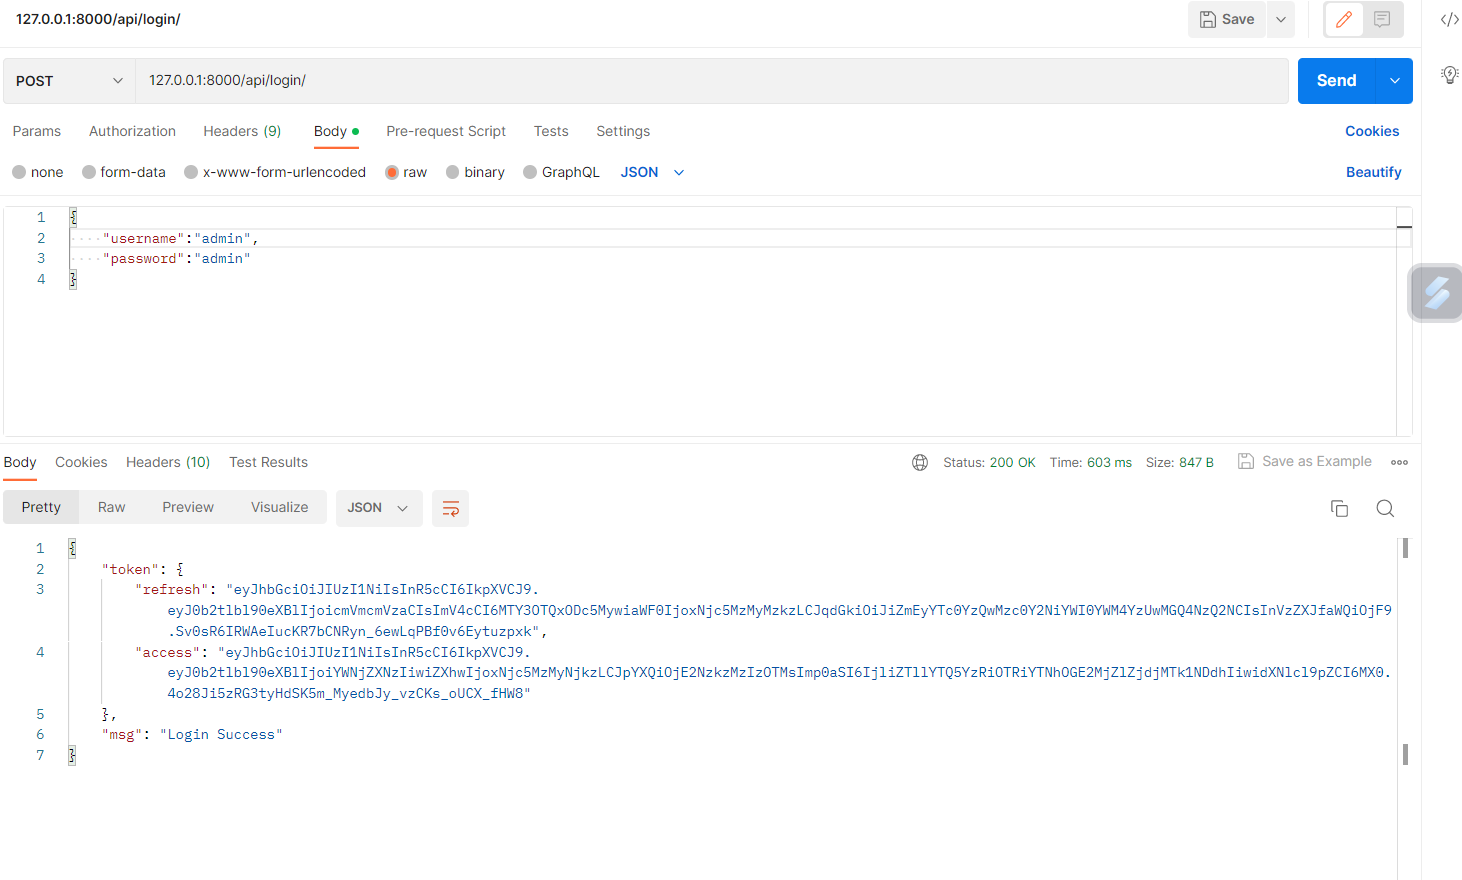 127.0.0.1:8000/api/login/
Save
POST 127.0.0.1:8000/api/login/ Send
Params Authorization Headers (9) Body Pre-request Script Tests Settings Cookies
none form-data x-www-form-urlencoded raw binary GraphQL JSON Beautify
1 {
2 ····"username":"admin",
3 ····"password":"admin"
4 }
Body Cookies Headers (10) Test Results Status: 200 OK Time: 603 ms Size: 847 B Save as Example
Pretty Raw Preview Visualize JSON
1 {
2 "token": {
3 "refresh": "eyJhbGciOiJIUzI1NiIsInR5cCI6IkpXVCJ9.
eyJ0b2tlbl90eXBlIjoicmVmcmVzaCIsImV4cCI6MTY3OTQxODc5MywiaWF0IjoxNjc5MzMyMzkzLCJqdGkiOiJiZmEyYTc0YzQwMzc0Y2NiYWI0YWM4YzUwMGQ4NzQ2NCIsInVzZXJfaWQiOjF9
.Sv0sR6IRWAeIucKR7bCNRyn_6ewLqPBf0v6Eytuzpxk",
4 "access": "eyJhbGciOiJIUzI1NiIsInR5cCI6IkpXVCJ9.
eyJ0b2tlbl90eXBlIjoiYWNjZXNzIiwiZXhwIjoxNjc5MzMyNjkzLCJpYXQiOjE2NzkzMzIzOTMsImp0aSI6IjliZTllYTQ5YzRiOTRiYTNhOGE2MjZlZjdjMTk1NDdhIiwidXNlcl9pZCI6MX0.
4o28Ji5zRG3tyHdSK5m_MyedbJy_vzCKs_oUCX_fHW8"
5 },
6 "msg": "Login Success"
7 }